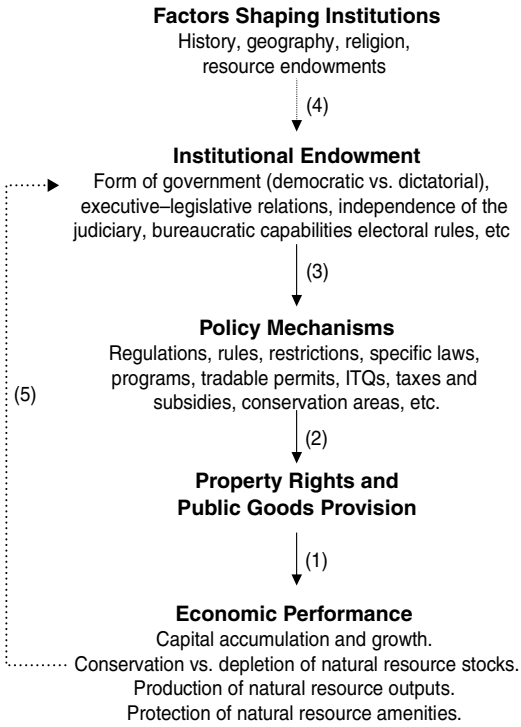 Factors Shaping Institutions
History, geography, religion,
resource endowments
(4)
Institutional Endowment
Form of government (democratic vs. dictatorial),
executive–legislative relations, independence of the
judiciary, bureaucratic capabilities electoral rules, etc
(3)
Policy Mechanisms
Regulations, rules, restrictions, specific laws,
programs, tradable permits, ITQs, taxes and
subsidies, conservation areas, etc.
(5)
(2)
Property Rights and
Public Goods Provision
(1)
Economic Performance
Capital accumulation and growth.
Conservation vs. depletion of natural resource stocks.
Production of natural resource outputs.
Protection of natural resource amenities.